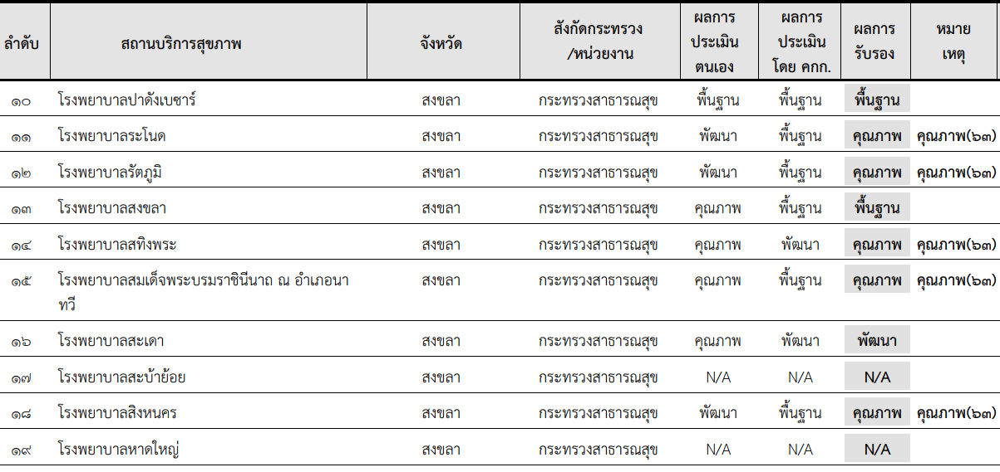 ลำดับ สถานบริการสุขภาพ จังหวัด สังกัดกระทรวง /หน่วยงาน ผลการ ประเมิน ตนเอง ผลการ ประเมิน โดย คกก. ผลการ รับรอง หมาย เหตุ
๑๐ โรงพยาบาลปาดังเบซาร์ สงขลา กระทรวงสาธารณสุข พื้นฐาน พื้นฐาน พื้นฐาน
๑๑ โรงพยาบาลระโนด สงขลา กระทรวงสาธารณสุข พัฒนา พื้นฐาน คุณภาพ คุณภาพ(๖๓)
๑๒ โรงพยาบาลรัตภูมิ สงขลา กระทรวงสาธารณสุข พัฒนา พื้นฐาน คุณภาพ คุณภาพ(๖๓)
๑๓ โรงพยาบาลสงขลา สงขลา กระทรวงสาธารณสุข คุณภาพ พื้นฐาน พื้นฐาน
๑๔ โรงพยาบาลสทิงพระ สงขลา กระทรวงสาธารณสุข คุณภาพ พัฒนา คุณภาพ คุณภาพ(๖๓)
๑๕ โรงพยาบาลสมเด็จพระบรมราชินีนาถ ณ อำเภอนา สงขลา กระทรวงสาธารณสุข คุณภาพ พื้นฐาน คุณภาพ คุณภาพ(๖๓)
ทวี
๑๖ โรงพยาบาลสะเดา สงขลา กระทรวงสาธารณสุข คุณภาพ พัฒนา พัฒนา
๑๗ โรงพยาบาลสะบ้าย้อย สงขลา กระทรวงสาธารณสุข N/A N/A N/A
๑๘ โรงพยาบาลสิงหนคร สงขลา กระทรวงสาธารณสุข พัฒนา พื้นฐาน คุณภาพ คุณภาพ(๖๓)
๑๙ โรงพยาบาลหาดใหญ่ สงขลา กระทรวงสาธารณสุข N/A N/A N/A